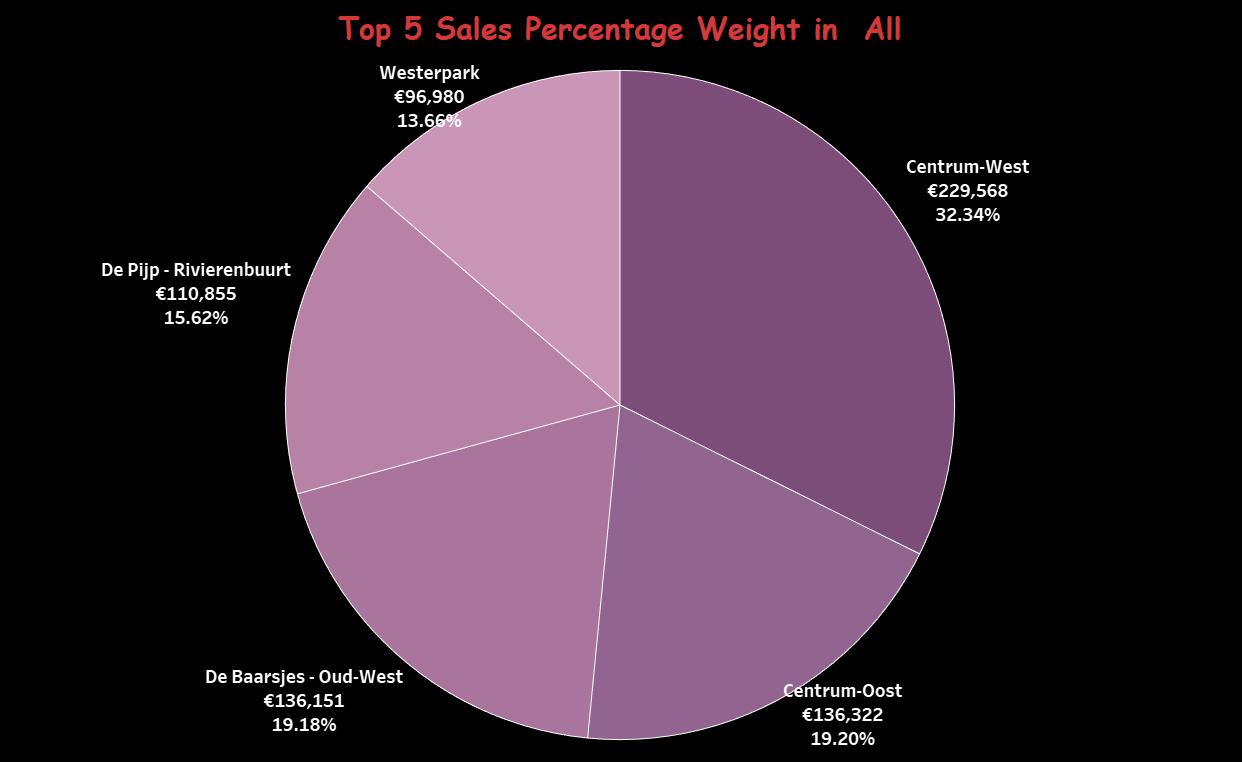 Top 5 Sales Percentage Weight in  All
Westerpark
€96,980
13.66%
Centrum-West
€229,568
32.34%
De Pijp - Rivierenbuurt
€110,855
15.62%
De Baarsjes - Oud-West
€136,151
19.18%
Centrum-Oost
€136,322
19.20%